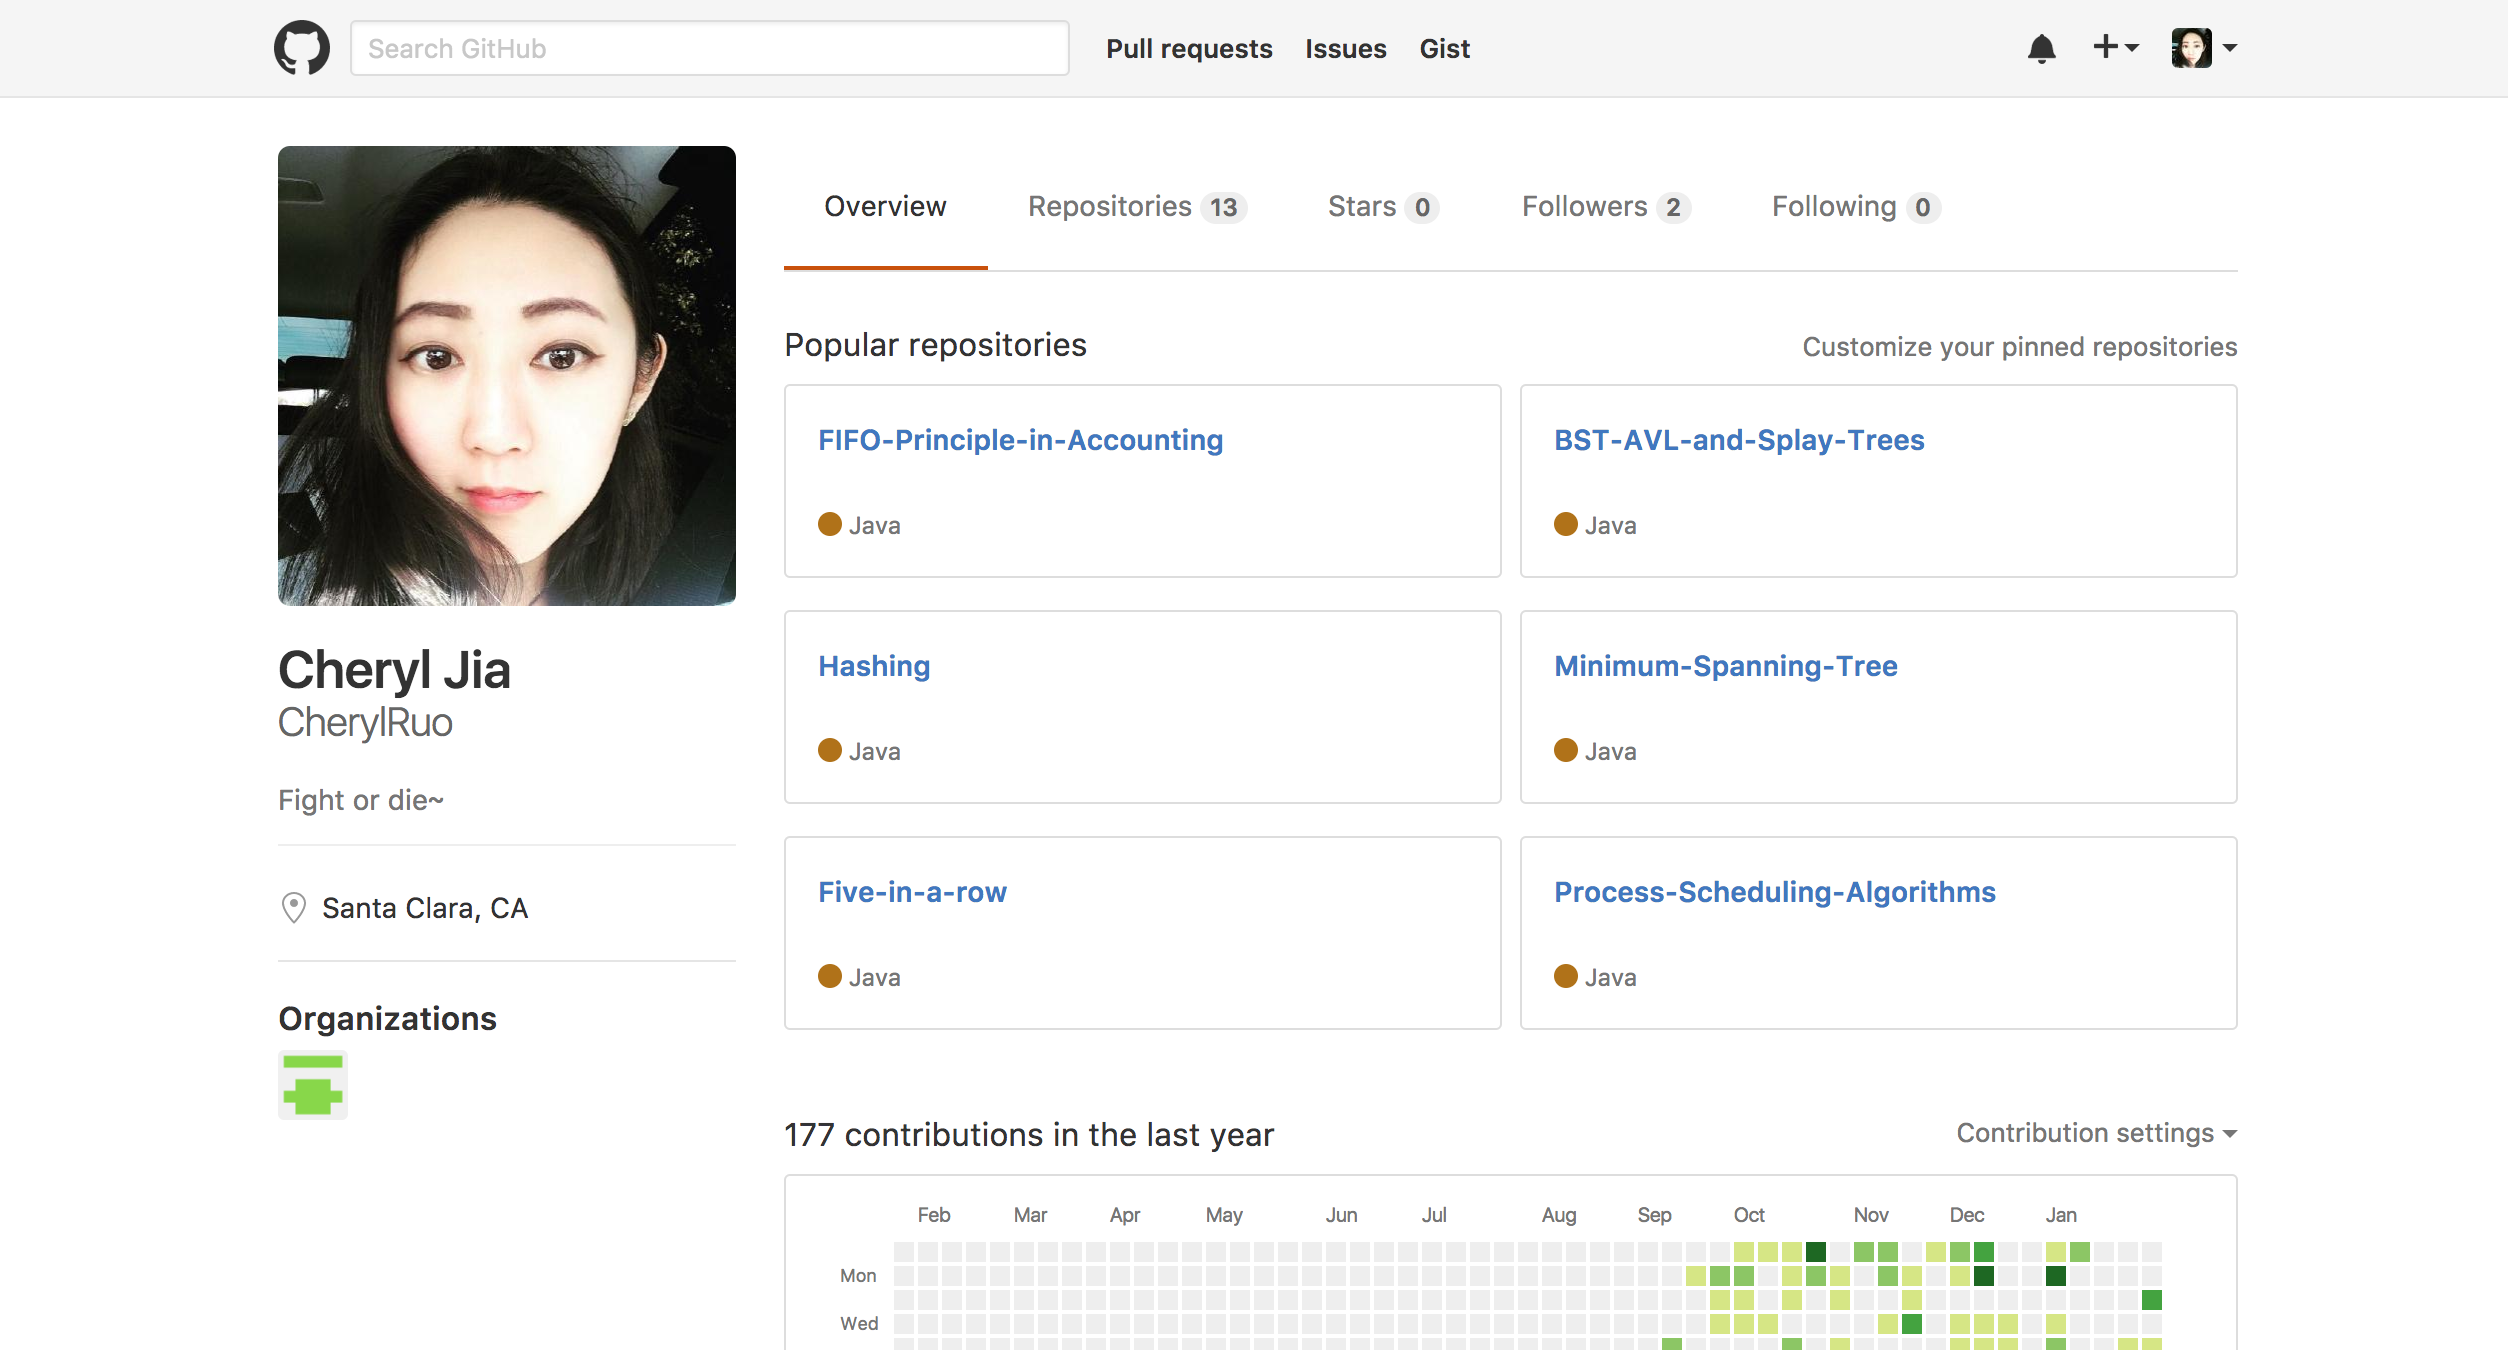 Search GitHub
Pull requests
Issues
Gist
Overview
Repositories 13
Stars 0
Followers 2
Following 0
Cheryl Jia
CherylRuo
Fight or die~
Santa Clara, CA
Organizations
Popular repositories
Customize your pinned repositories
FIFO-Principle-in-Accounting
Java
BST-AVL-and-Splay-Trees
Java
Hashing
Java
Minimum-Spanning-Tree
Java
Five-in-a-row
Java
Process-Scheduling-Algorithms
Java
177 contributions in the last year
Contribution settings
Feb Mar Apr May Jun Jul Aug Sep Oct Nov Dec Jan
Mon
Wed